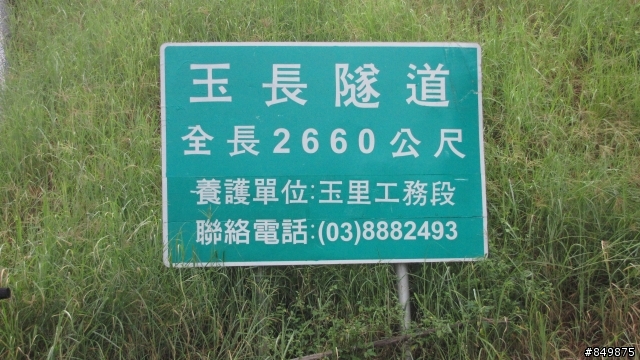 玉長隧道
全長2660公尺
養護單位:玉里工務段
聯絡電話:(03)8882493
#849875